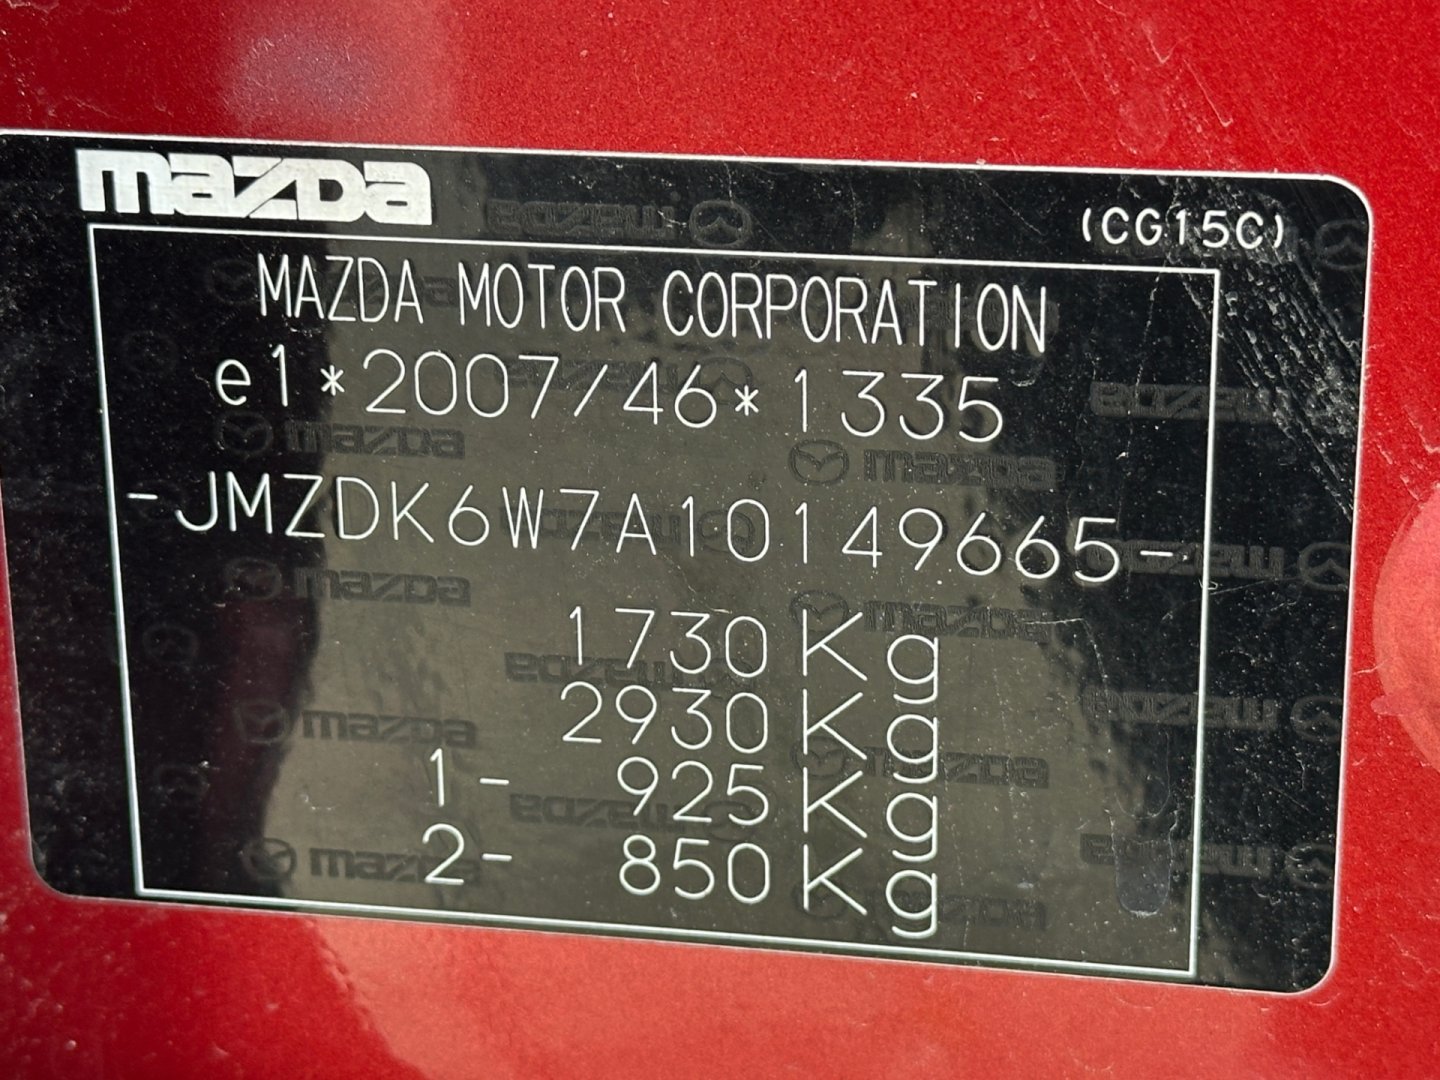 mazda
(CG15C)
MAZDA MOTOR CORPORATION
e1*2007/46*1335
-JMZDK6W7A10149665-
1730Kg
2930Kg
1- 925Kg
2- 850Kg